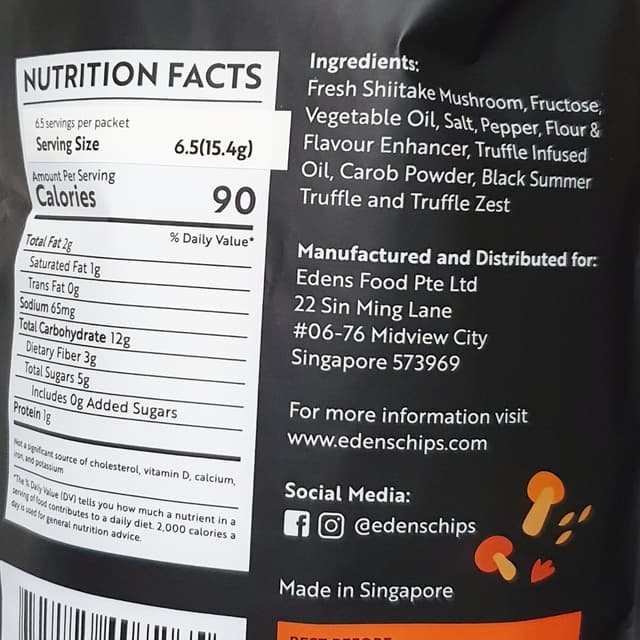 NUTRITION FACTS
6.5 servings per packet
Serving Size 6.5(15.4g)
Amount Per Serving
Calories 90
% Daily Value*
Total Fat 2g
Saturated Fat 1g
Trans Fat 0g
Sodium 65mg
Total Carbohydrate 12g
Dietary Fiber 3g
Total Sugars 5g
Includes 0g Added Sugars
Protein 1g
Not a significant source of cholesterol, vitamin D, calcium,
iron, and potassium
*The % Daily Value (DV) tells you how much a nutrient in a
serving of food contributes to a daily diet. 2,000 calories a
day is used for general nutrition advice.
Ingredients:
Fresh Shiitake Mushroom, Fructose,
Vegetable Oil, Salt, Pepper, Flour &
Flavour Enhancer, Truffle Infused
Oil, Carob Powder, Black Summer
Truffle and Truffle Zest
Manufactured and Distributed for:
Edens Food Pte Ltd
22 Sin Ming Lane
#06-76 Midview City
Singapore 573969
For more information visit
www.edenschips.com
Social Media:
@edenschips
Made in Singapore
BEST BEFORE